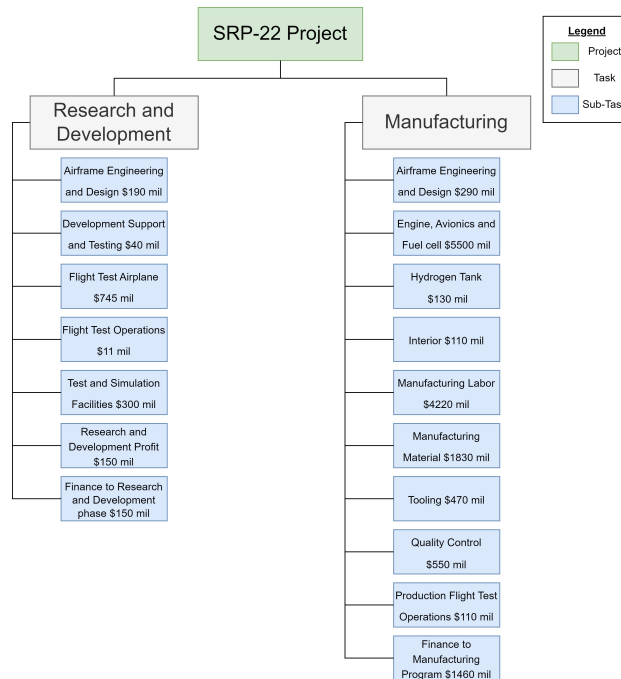 SRP-22 Project
Legend
Project
Task
Research and
Development
Airframe Engineering
and Design $190 mil
Development Support
and Testing $40 mil
Flight Test Airplane
$745 mil
Flight Test Operations
$11 mil
Test and Simulation
Facilities $300 mil
Research and
Development Profit
$150 mil
Finance to Research
and Development
phase $150 mil
Manufacturing
Airframe Engineering
and Design $290 mil
Engine, Avionics and
Fuel cell $5500 mil
Hydrogen Tank
$130 mil
Interior $110 mil
Manufacturing Labor
$4220 mil
Manufacturing
Material $1830 mil
Tooling $470 mil
Quality Control
$550 mil
Production Flight Test
Operations $110 mil
Finance to
Manufacturing
Program $1460 mil